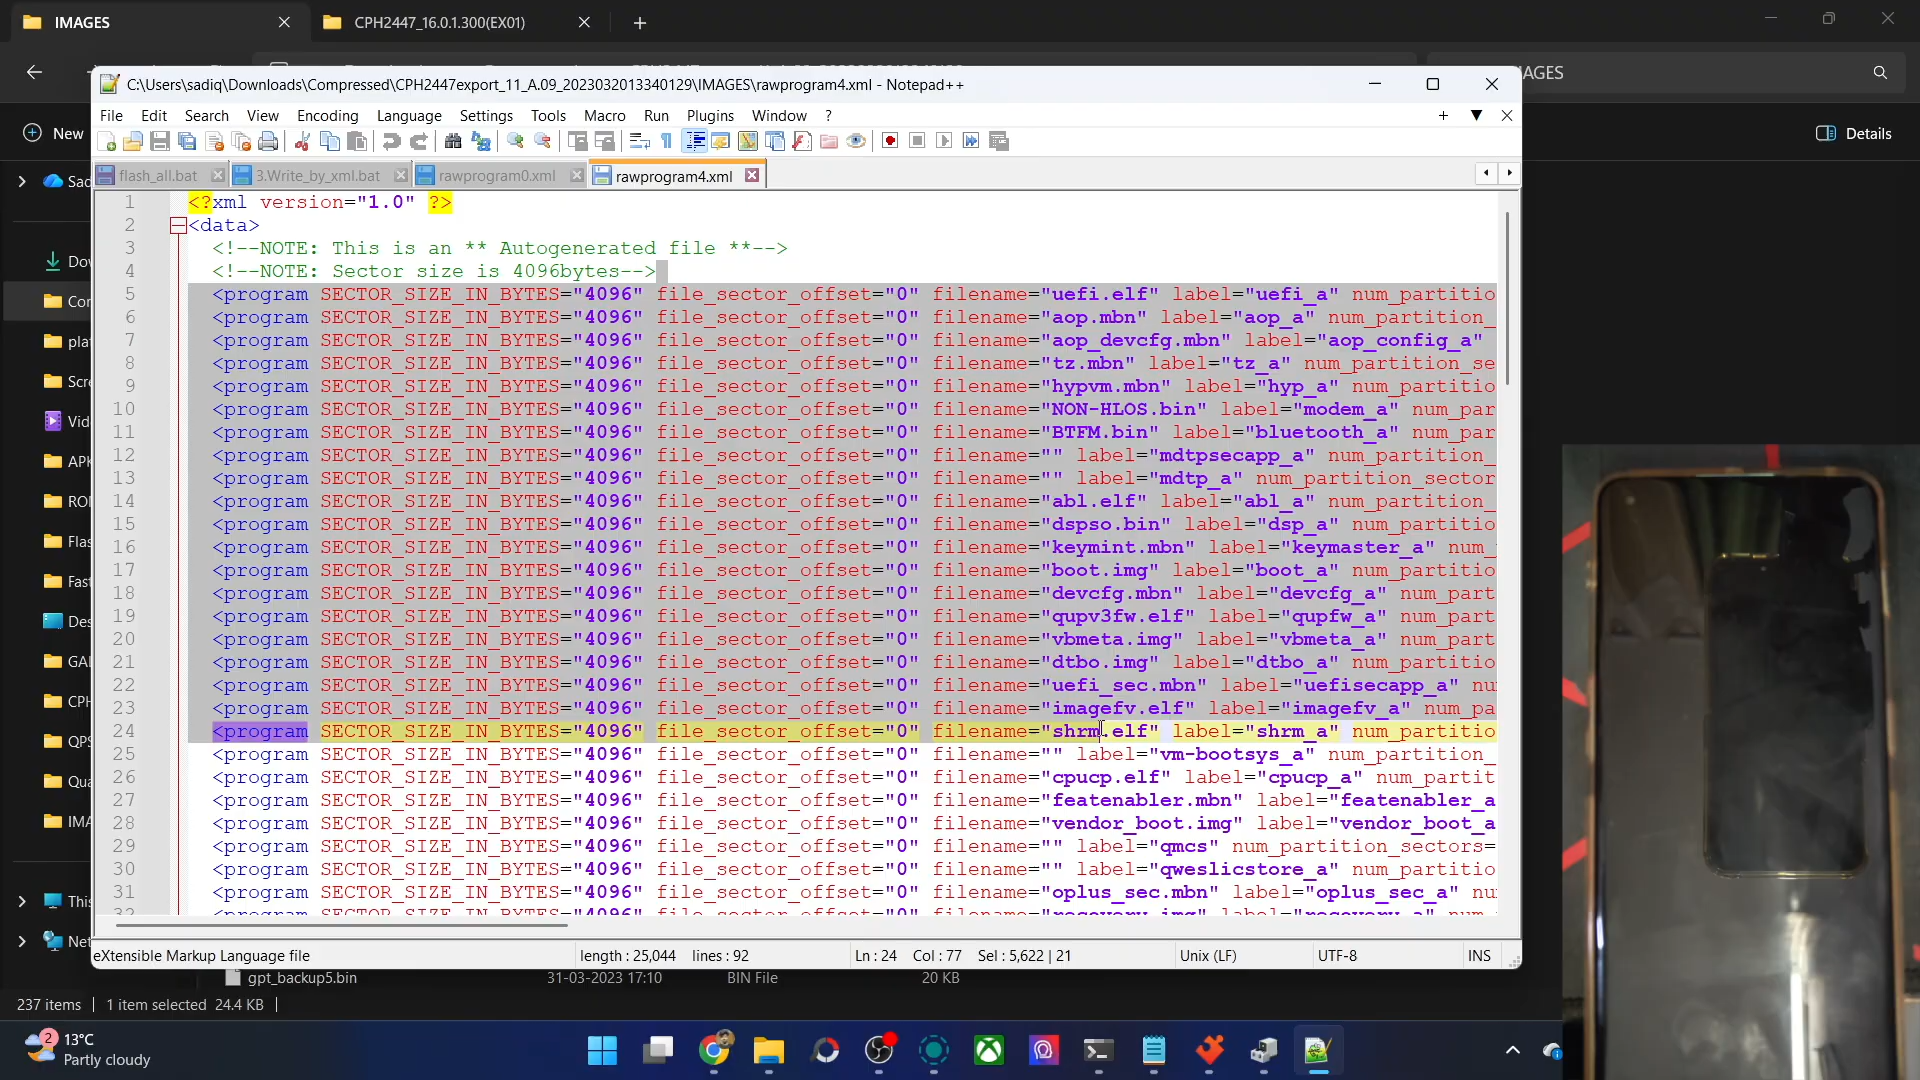 IMAGES
CPH2447_16.0.1.300(EX01)
AGES
New
Details
C:\Users\sadiq\Downloads\Compressed\CPH2447export_11_A.09_2023032013340129\IMAGES\rawprogram4.xml - Notepad++
File Edit Search View Encoding Language Settings Tools Macro Run Plugins Window ?
flash_all.bat 3.Write_by_xml.bat rawprogram0.xml rawprogram4.xml
1 <?xml version="1.0" ?>
2 <data>
3 <!--NOTE: This is an ** Autogenerated file **-->
4 <!--NOTE: Sector size is 4096bytes-->
5 <program SECTOR_SIZE_IN_BYTES="4096" file_sector_offset="0" filename="uefi.elf" label="uefi_a" num_partitio
6 <program SECTOR_SIZE_IN_BYTES="4096" file_sector_offset="0" filename="aop.mbn" label="aop_a" num_partition_
7 <program SECTOR_SIZE_IN_BYTES="4096" file_sector_offset="0" filename="aop_devcfg.mbn" label="aop_config_a"
8 <program SECTOR_SIZE_IN_BYTES="4096" file_sector_offset="0" filename="tz.mbn" label="tz_a" num_partition_se
9 <program SECTOR_SIZE_IN_BYTES="4096" file_sector_offset="0" filename="hypvm.mbn" label="hyp_a" num_partitio
10 <program SECTOR_SIZE_IN_BYTES="4096" file_sector_offset="0" filename="NON-HLOS.bin" label="modem_a" num_par
11 <program SECTOR_SIZE_IN_BYTES="4096" file_sector_offset="0" filename="BTFM.bin" label="bluetooth_a" num_par
12 <program SECTOR_SIZE_IN_BYTES="4096" file_sector_offset="0" filename="" label="mdtpsecapp_a" num_partition_
13 <program SECTOR_SIZE_IN_BYTES="4096" file_sector_offset="0" filename="" label="mdtp_a" num_partition_sector
14 <program SECTOR_SIZE_IN_BYTES="4096" file_sector_offset="0" filename="abl.elf" label="abl_a" num_partition_
15 <program SECTOR_SIZE_IN_BYTES="4096" file_sector_offset="0" filename="dspso.bin" label="dsp_a" num_partitio
16 <program SECTOR_SIZE_IN_BYTES="4096" file_sector_offset="0" filename="keymint.mbn" label="keymaster_a" num_
17 <program SECTOR_SIZE_IN_BYTES="4096" file_sector_offset="0" filename="boot.img" label="boot_a" num_partitio
18 <program SECTOR_SIZE_IN_BYTES="4096" file_sector_offset="0" filename="devcfg.mbn" label="devcfg_a" num_part
19 <program SECTOR_SIZE_IN_BYTES="4096" file_sector_offset="0" filename="qupv3fw.elf" label="qupfw_a" num_part
20 <program SECTOR_SIZE_IN_BYTES="4096" file_sector_offset="0" filename="vbmeta.img" label="vbmeta_a" num_part
21 <program SECTOR_SIZE_IN_BYTES="4096" file_sector_offset="0" filename="dtbo.img" label="dtbo_a" num_partitio
22 <program SECTOR_SIZE_IN_BYTES="4096" file_sector_offset="0" filename="uefi_sec.mbn" label="uefisecapp_a" nu
23 <program SECTOR_SIZE_IN_BYTES="4096" file_sector_offset="0" filename="imagefv.elf" label="imagefv_a" num_pa
24 <program SECTOR_SIZE_IN_BYTES="4096" file_sector_offset="0" filename="shrm.elf" label="shrm_a" num_partitio
25 <program SECTOR_SIZE_IN_BYTES="4096" file_sector_offset="0" filename="" label="vm-bootsys_a" num_partition_
26 <program SECTOR_SIZE_IN_BYTES="4096" file_sector_offset="0" filename="cpucp.elf" label="cpucp_a" num_partit
27 <program SECTOR_SIZE_IN_BYTES="4096" file_sector_offset="0" filename="featenabler.mbn" label="featenabler_a
28 <program SECTOR_SIZE_IN_BYTES="4096" file_sector_offset="0" filename="vendor_boot.img" label="vendor_boot_a
29 <program SECTOR_SIZE_IN_BYTES="4096" file_sector_offset="0" filename="" label="qmcs" num_partition_sectors=
30 <program SECTOR_SIZE_IN_BYTES="4096" file_sector_offset="0" filename="" label="qweslicstore_a" num_partitio
31 <program SECTOR_SIZE_IN_BYTES="4096" file_sector_offset="0" filename="oplus_sec.mbn" label="oplus_sec_a" nu
Sad
Dov
Cor
pla
Scre
Vid
APK
ROI
Flas
Fast
Des
GAI
CPH
QPS
Qua
IMA
This
Net
eXtensible Markup Language file length : 25,044 lines : 92 Ln : 24 Col : 77 Sel : 5,622 | 21 Unix (LF) UTF-8 INS
gpt_backup5.bin 31-03-2023 17:10 BIN File 20 KB
237 items 1 item selected 24.4 KB
2
13°C
Partly cloudy